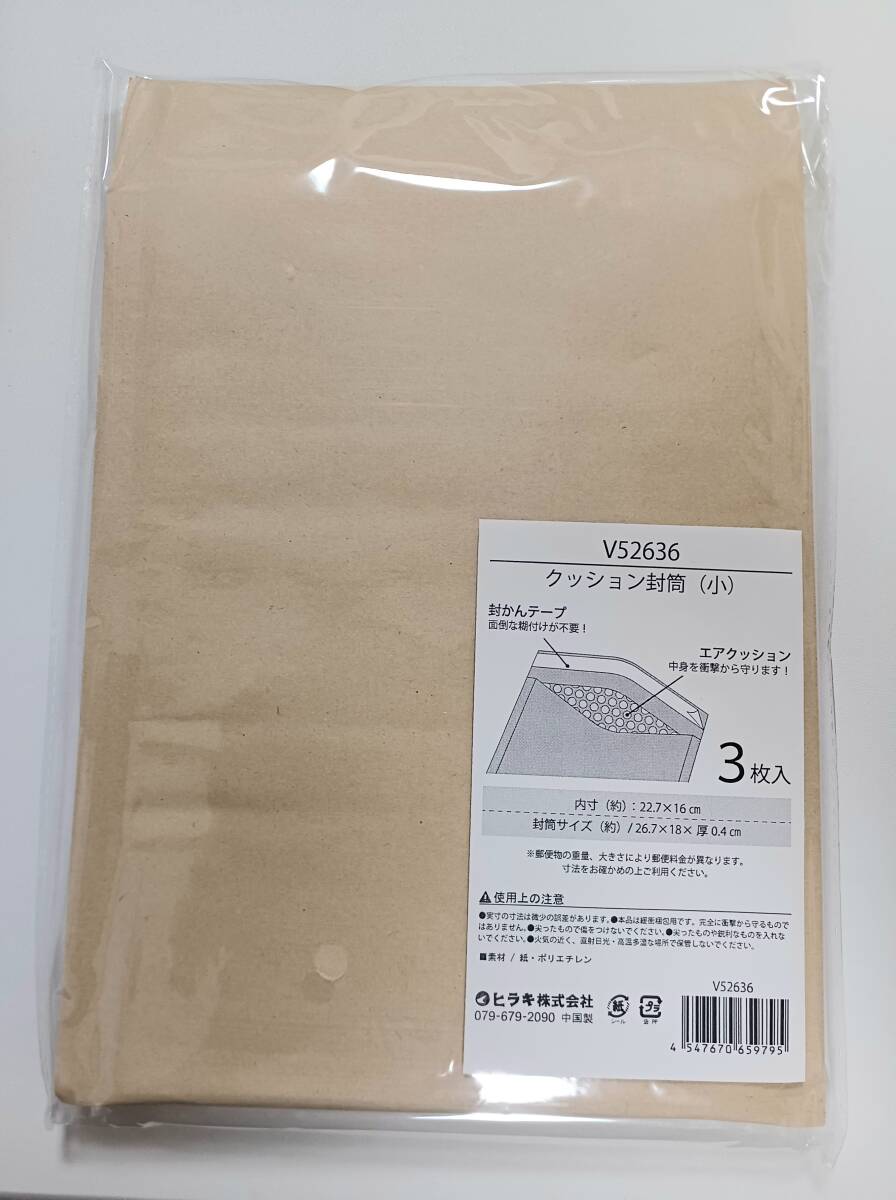 V52636
クッション封筒（小）
封かんテープ
面倒な糊付けが不要！
エアクッション
中身を衝撃から守ります！
3枚入
内寸（約）：22.7×16㎝
封筒サイズ（約）/26.7×18×厚0.4㎝
※郵便物の重量、大きさにより郵便料金が異なります。
寸法をお確かめの上ご利用ください。
使用上の注意
●実寸の寸法は微少の誤差があります。●本品は緩衝梱包用です。完全に衝撃から守るもので
はありません。●尖ったもので傷をつけないでください。●尖ったものや鋭利なものを入れな
いでください。●火気の近く、直射日光・高温多湿な場所で保管しないでください。
■素材 / 紙・ポリエチレン
V52636
ヒラキ株式会社
079-679-2090 中国製
紙
シール
プラ
4 547670 659795